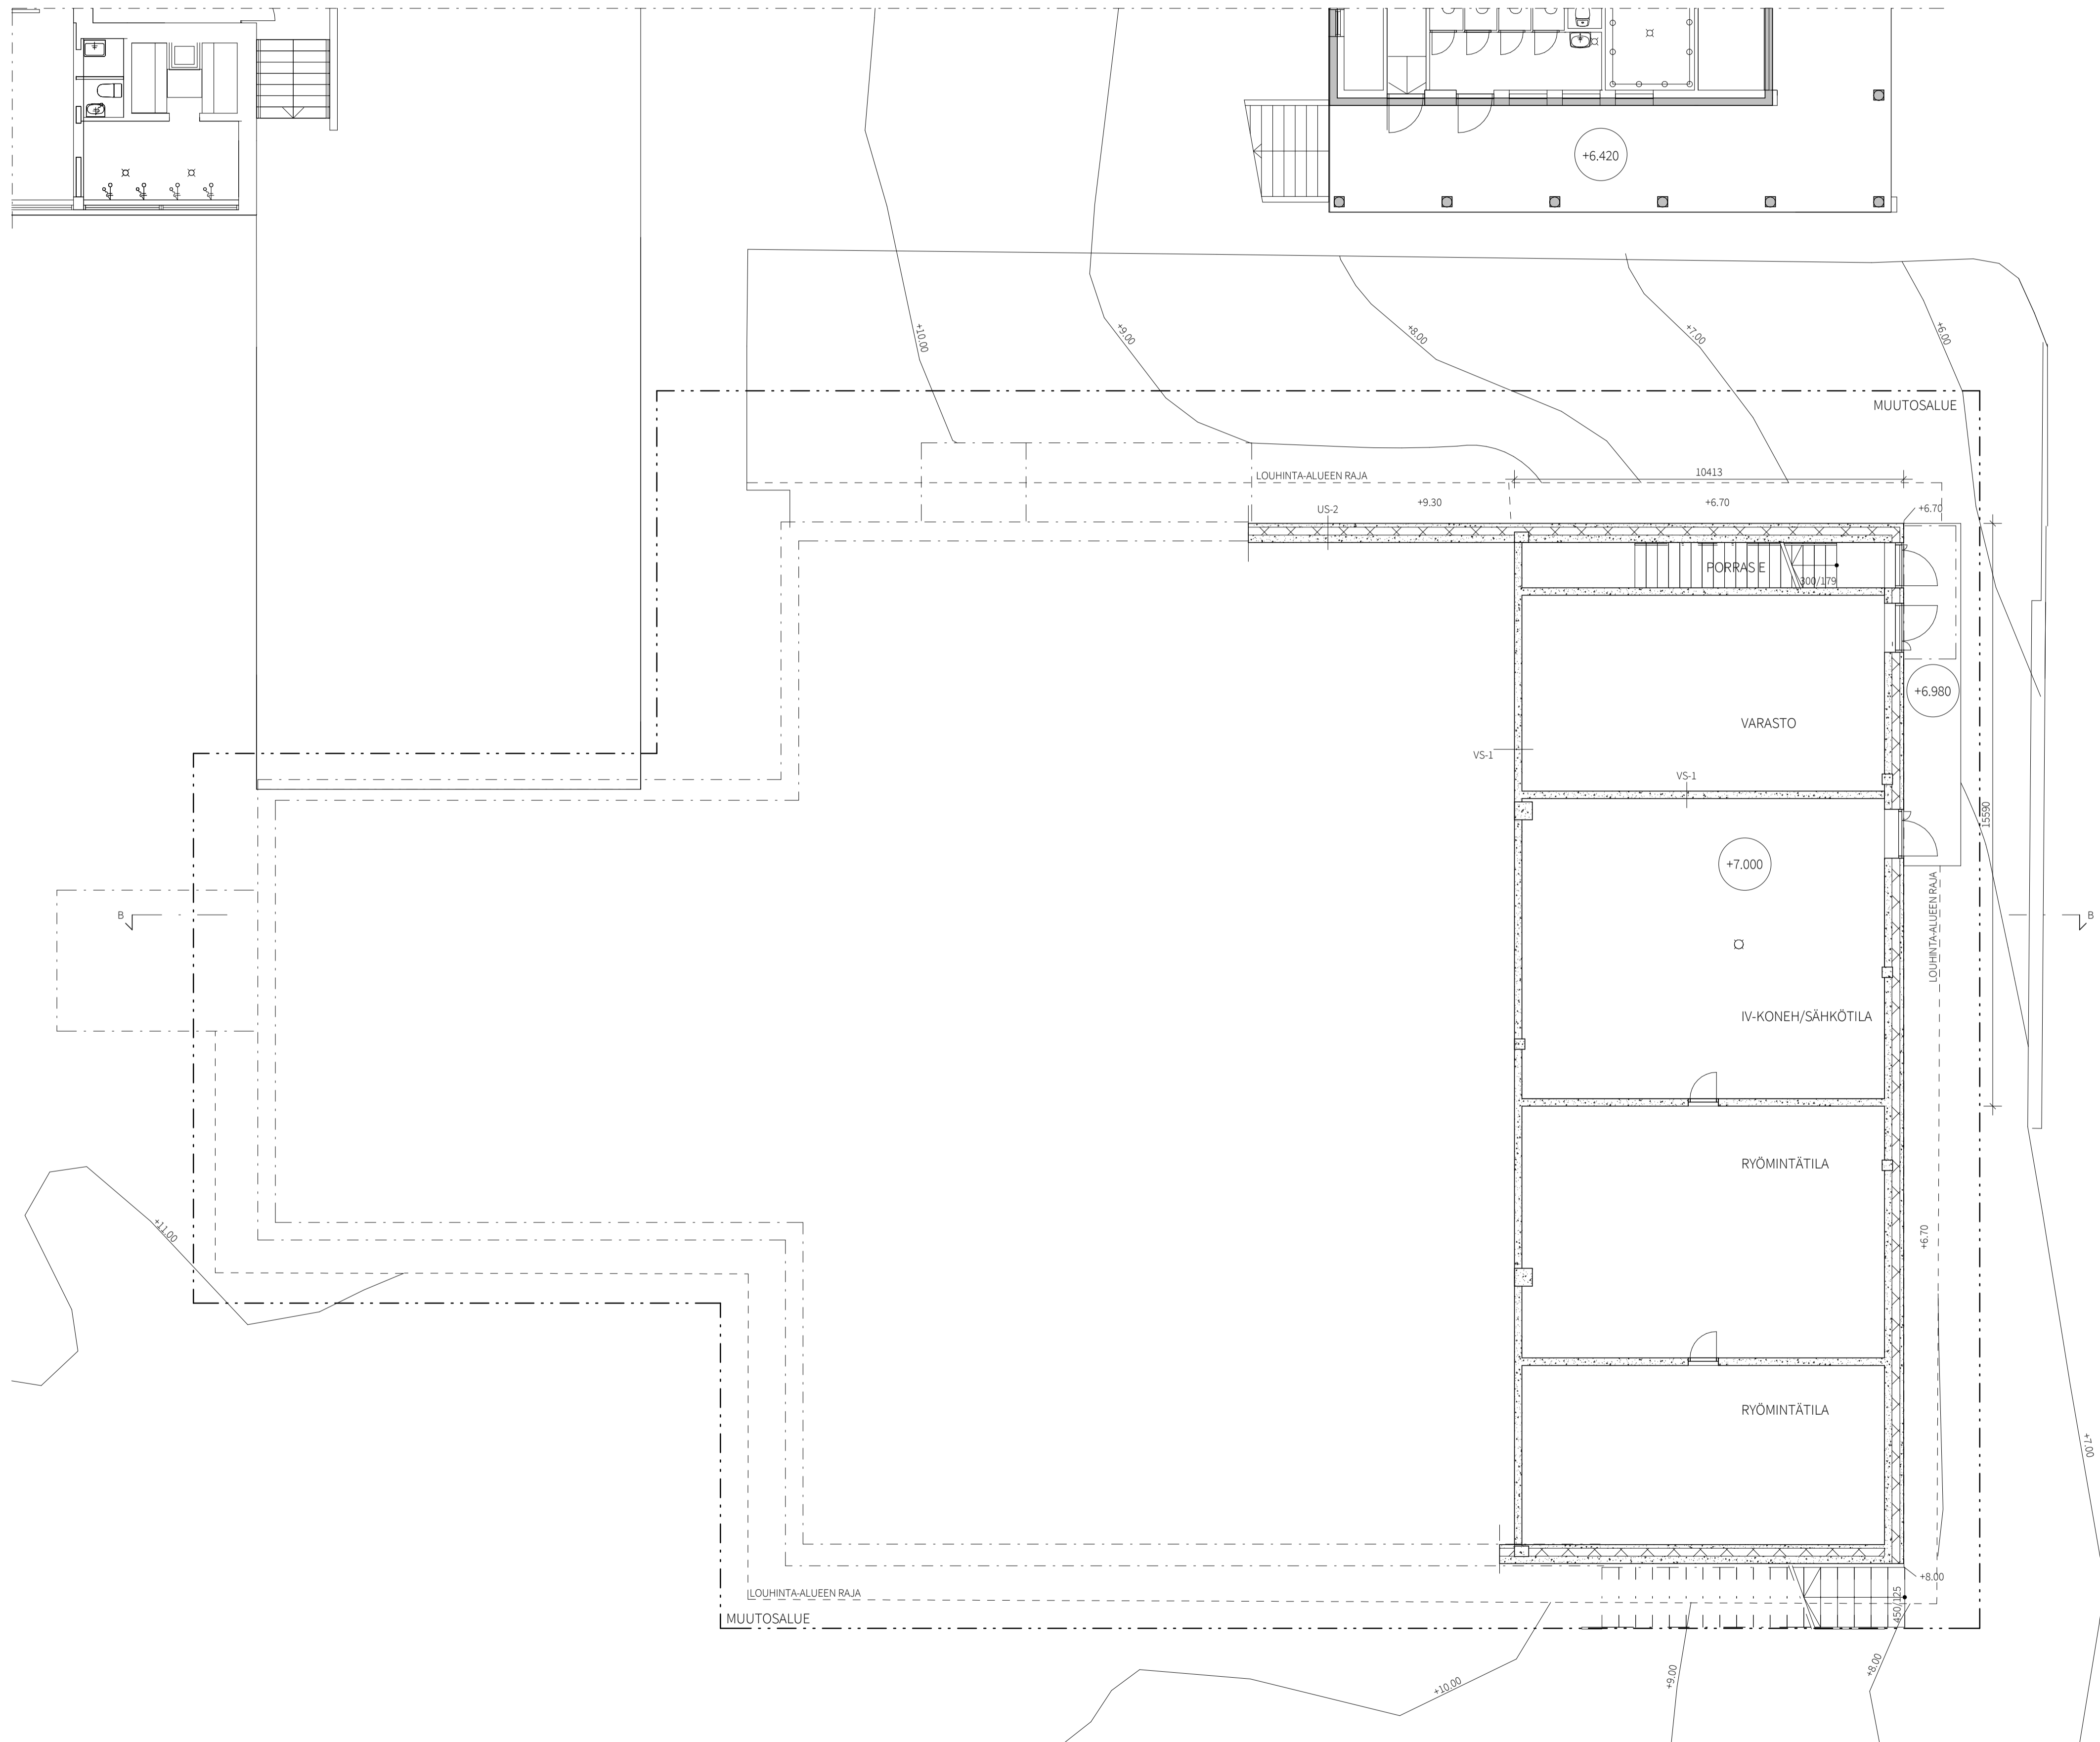 +6.420
+10.00
+9.00
+8.00
+7.00
+6.00
MUUTOSALUE
LOUHINTA-ALUEEN RAJA
10413
US-2
+9.30
+6.70
+6.70
PORRAS E
300/179
+6.980
VARASTO
VS-1
VS-1
15590
+7.000
LOUHINTA-ALUEEN RAJA
B
B
IV-KONEH/SÄHKÖTILA
RYÖMINTÄTILA
+11.00
+6.70
RYÖMINTÄTILA
+7.00
+8.00
LOUHINTA-ALUEEN RAJA
450/125
MUUTOSALUE
+10.00
+9.00
+8.00